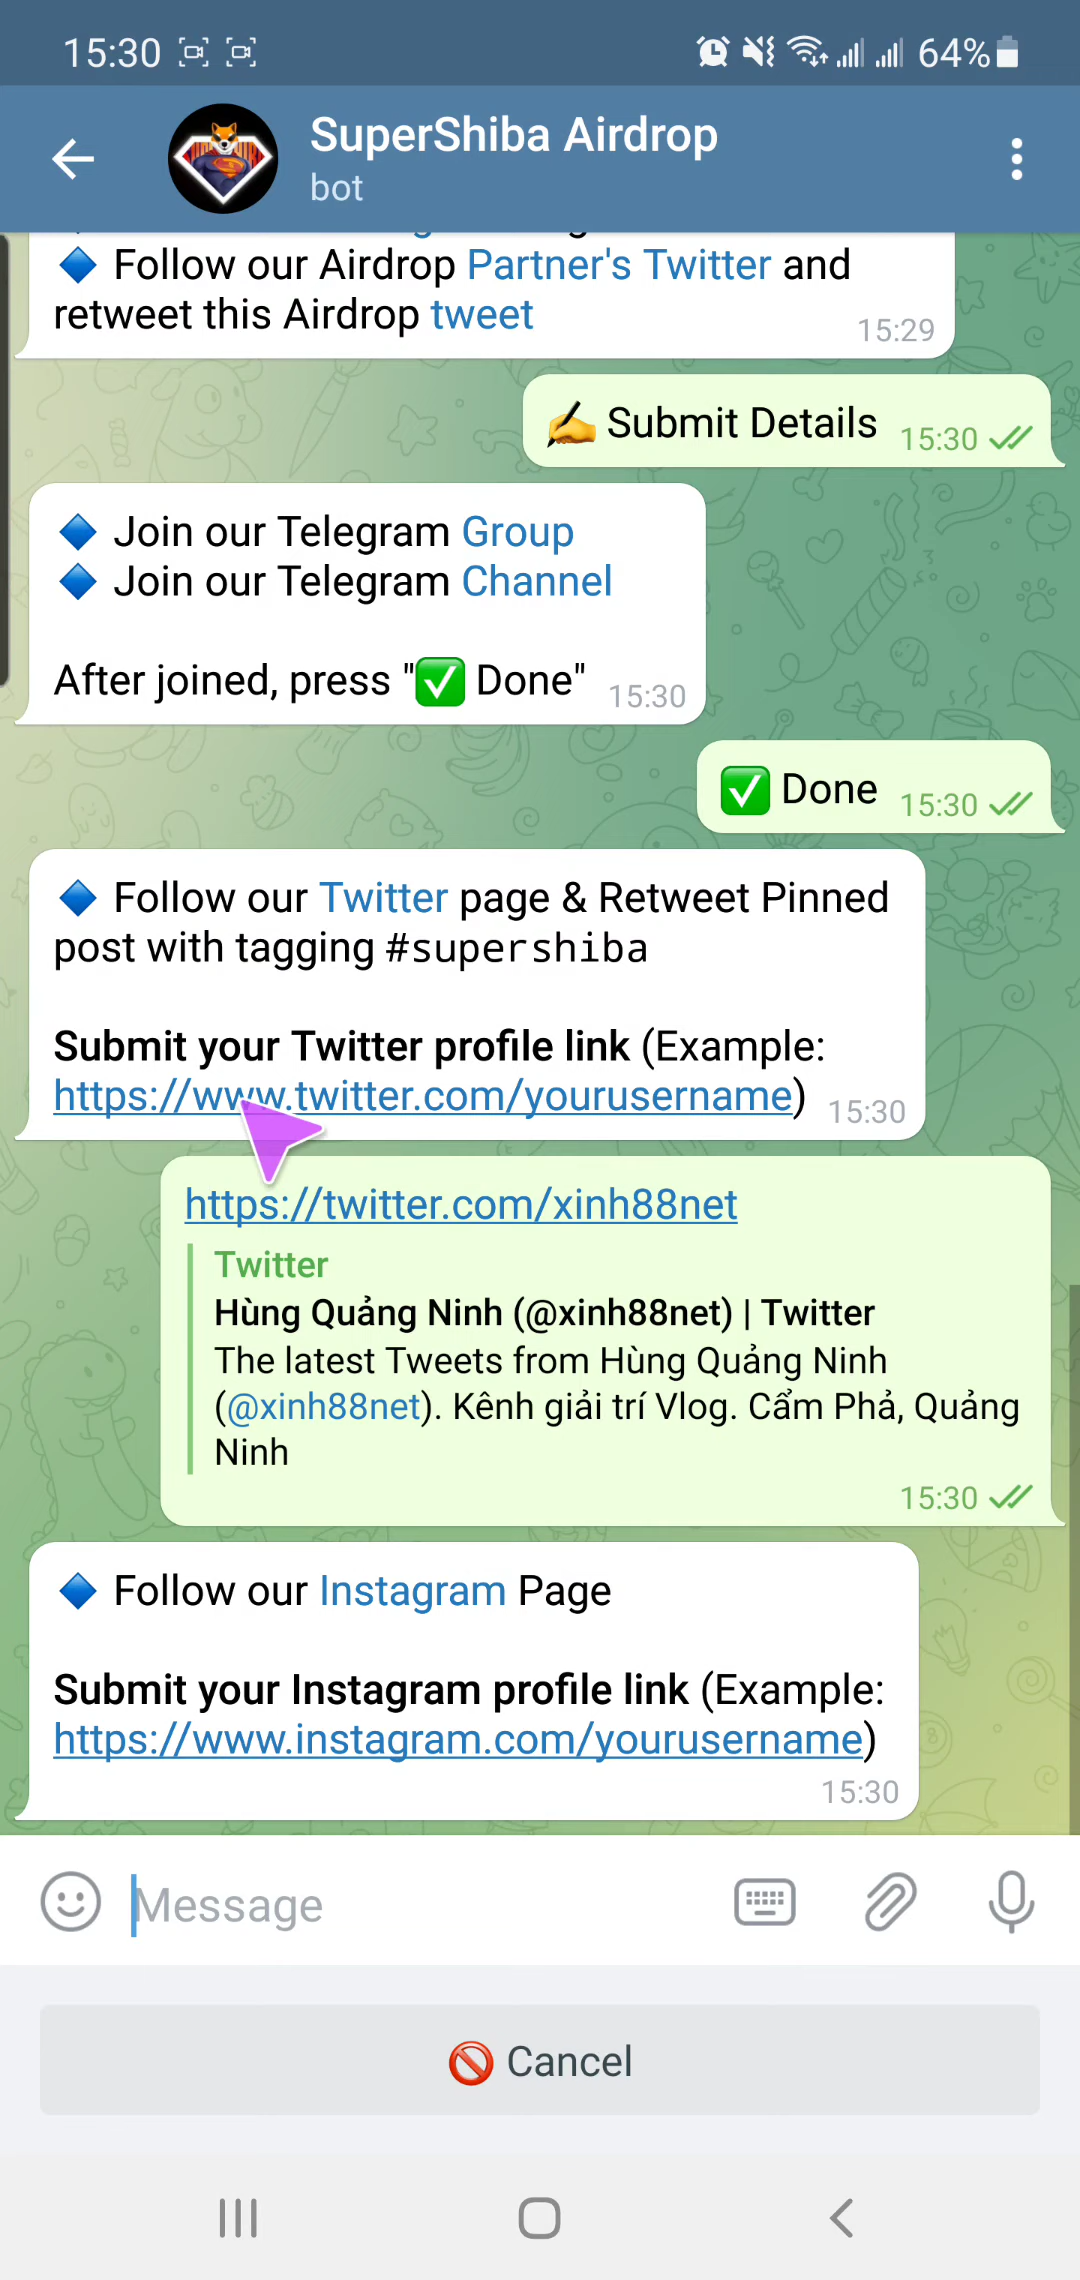 15:30
64%
SuperShiba Airdrop
bot
🔷 Follow our Airdrop Partner's Twitter and
retweet this Airdrop tweet
15:29
✍️ Submit Details 15:30
🔷 Join our Telegram Group
🔷 Join our Telegram Channel
After joined, press "✅ Done" 15:30
✅ Done 15:30
🔷 Follow our Twitter page & Retweet Pinned
post with tagging #supershiba
Submit your Twitter profile link (Example:
https://www.twitter.com/yourusername) 15:30
https://twitter.com/xinh88net
Twitter
Hùng Quảng Ninh (@xinh88net) | Twitter
The latest Tweets from Hùng Quảng Ninh
(@xinh88net). Kênh giải trí Vlog. Cẩm Phả, Quảng
Ninh
15:30
🔷 Follow our Instagram Page
Submit your Instagram profile link (Example:
https://www.instagram.com/yourusername)
15:30
Message
🚫 Cancel